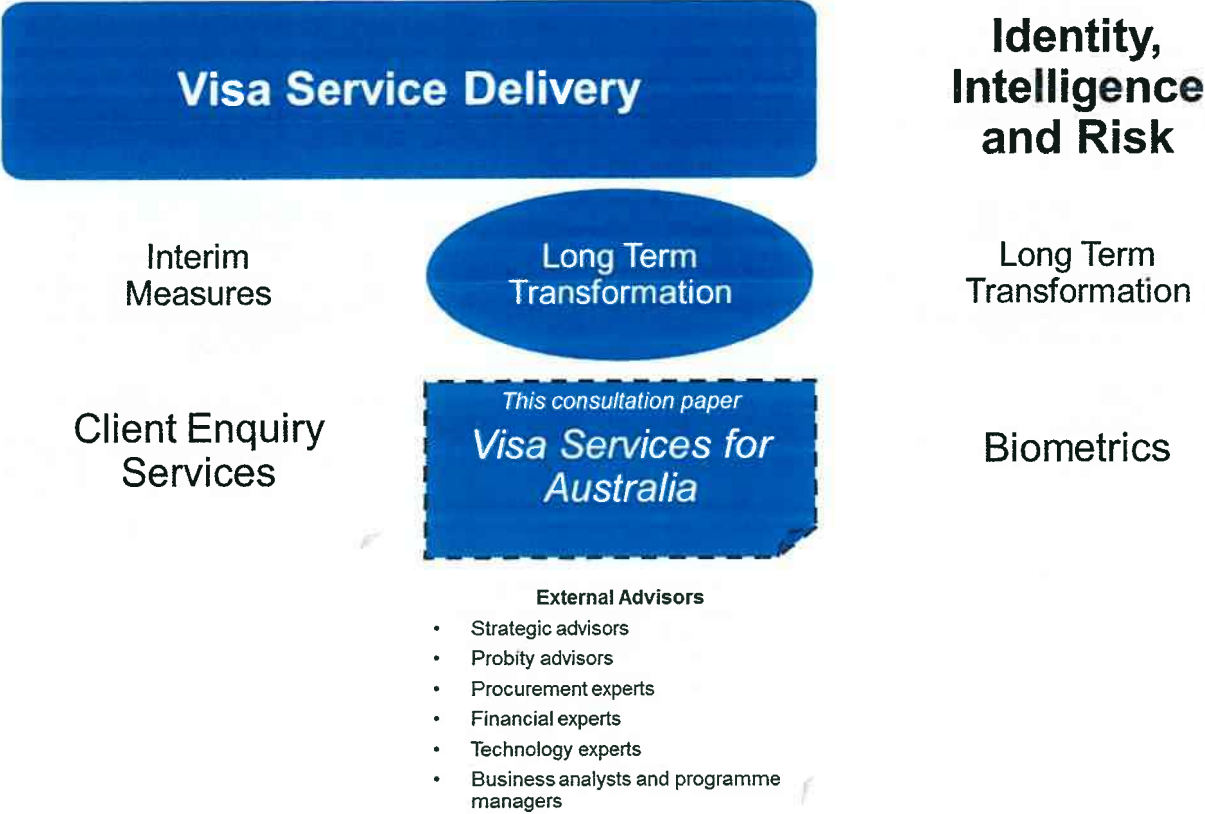 Visa Service Delivery
Identity,
Intelligence
and Risk
Interim
Measures
Long Term
Transformation
Long Term
Transformation
Client Enquiry
Services
This consultation paper
Visa Services for
Australia
Biometrics
External Advisors
• Strategic advisors
• Probity advisors
• Procurement experts
• Financial experts
• Technology experts
• Business analysts and programme
managers